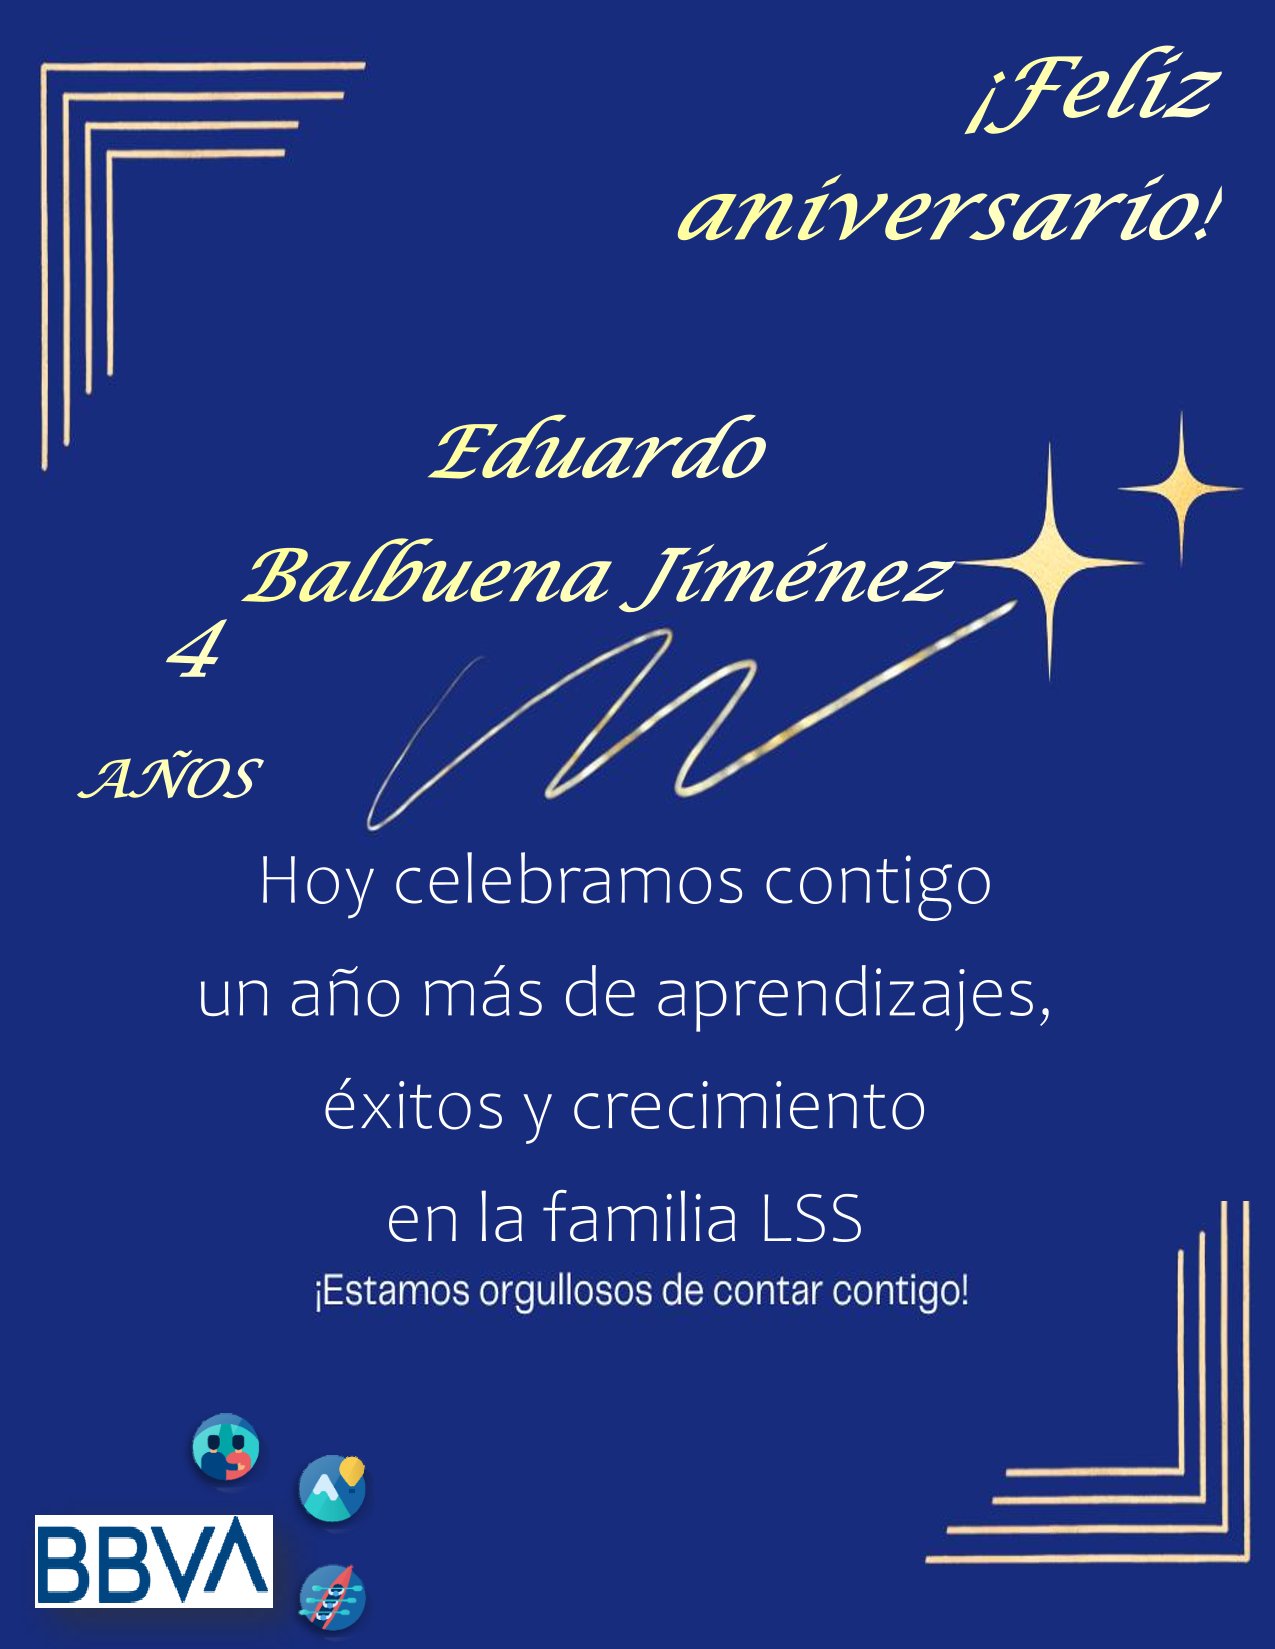 ¡Feliz
aniversario!
Eduardo
Balbuena Jiménez
4
AÑOS
Hoy celebramos contigo
un año más de aprendizajes,
éxitos y crecimiento
en la familia LSS
¡Estamos orgullosos de contar contigo!
BBVA